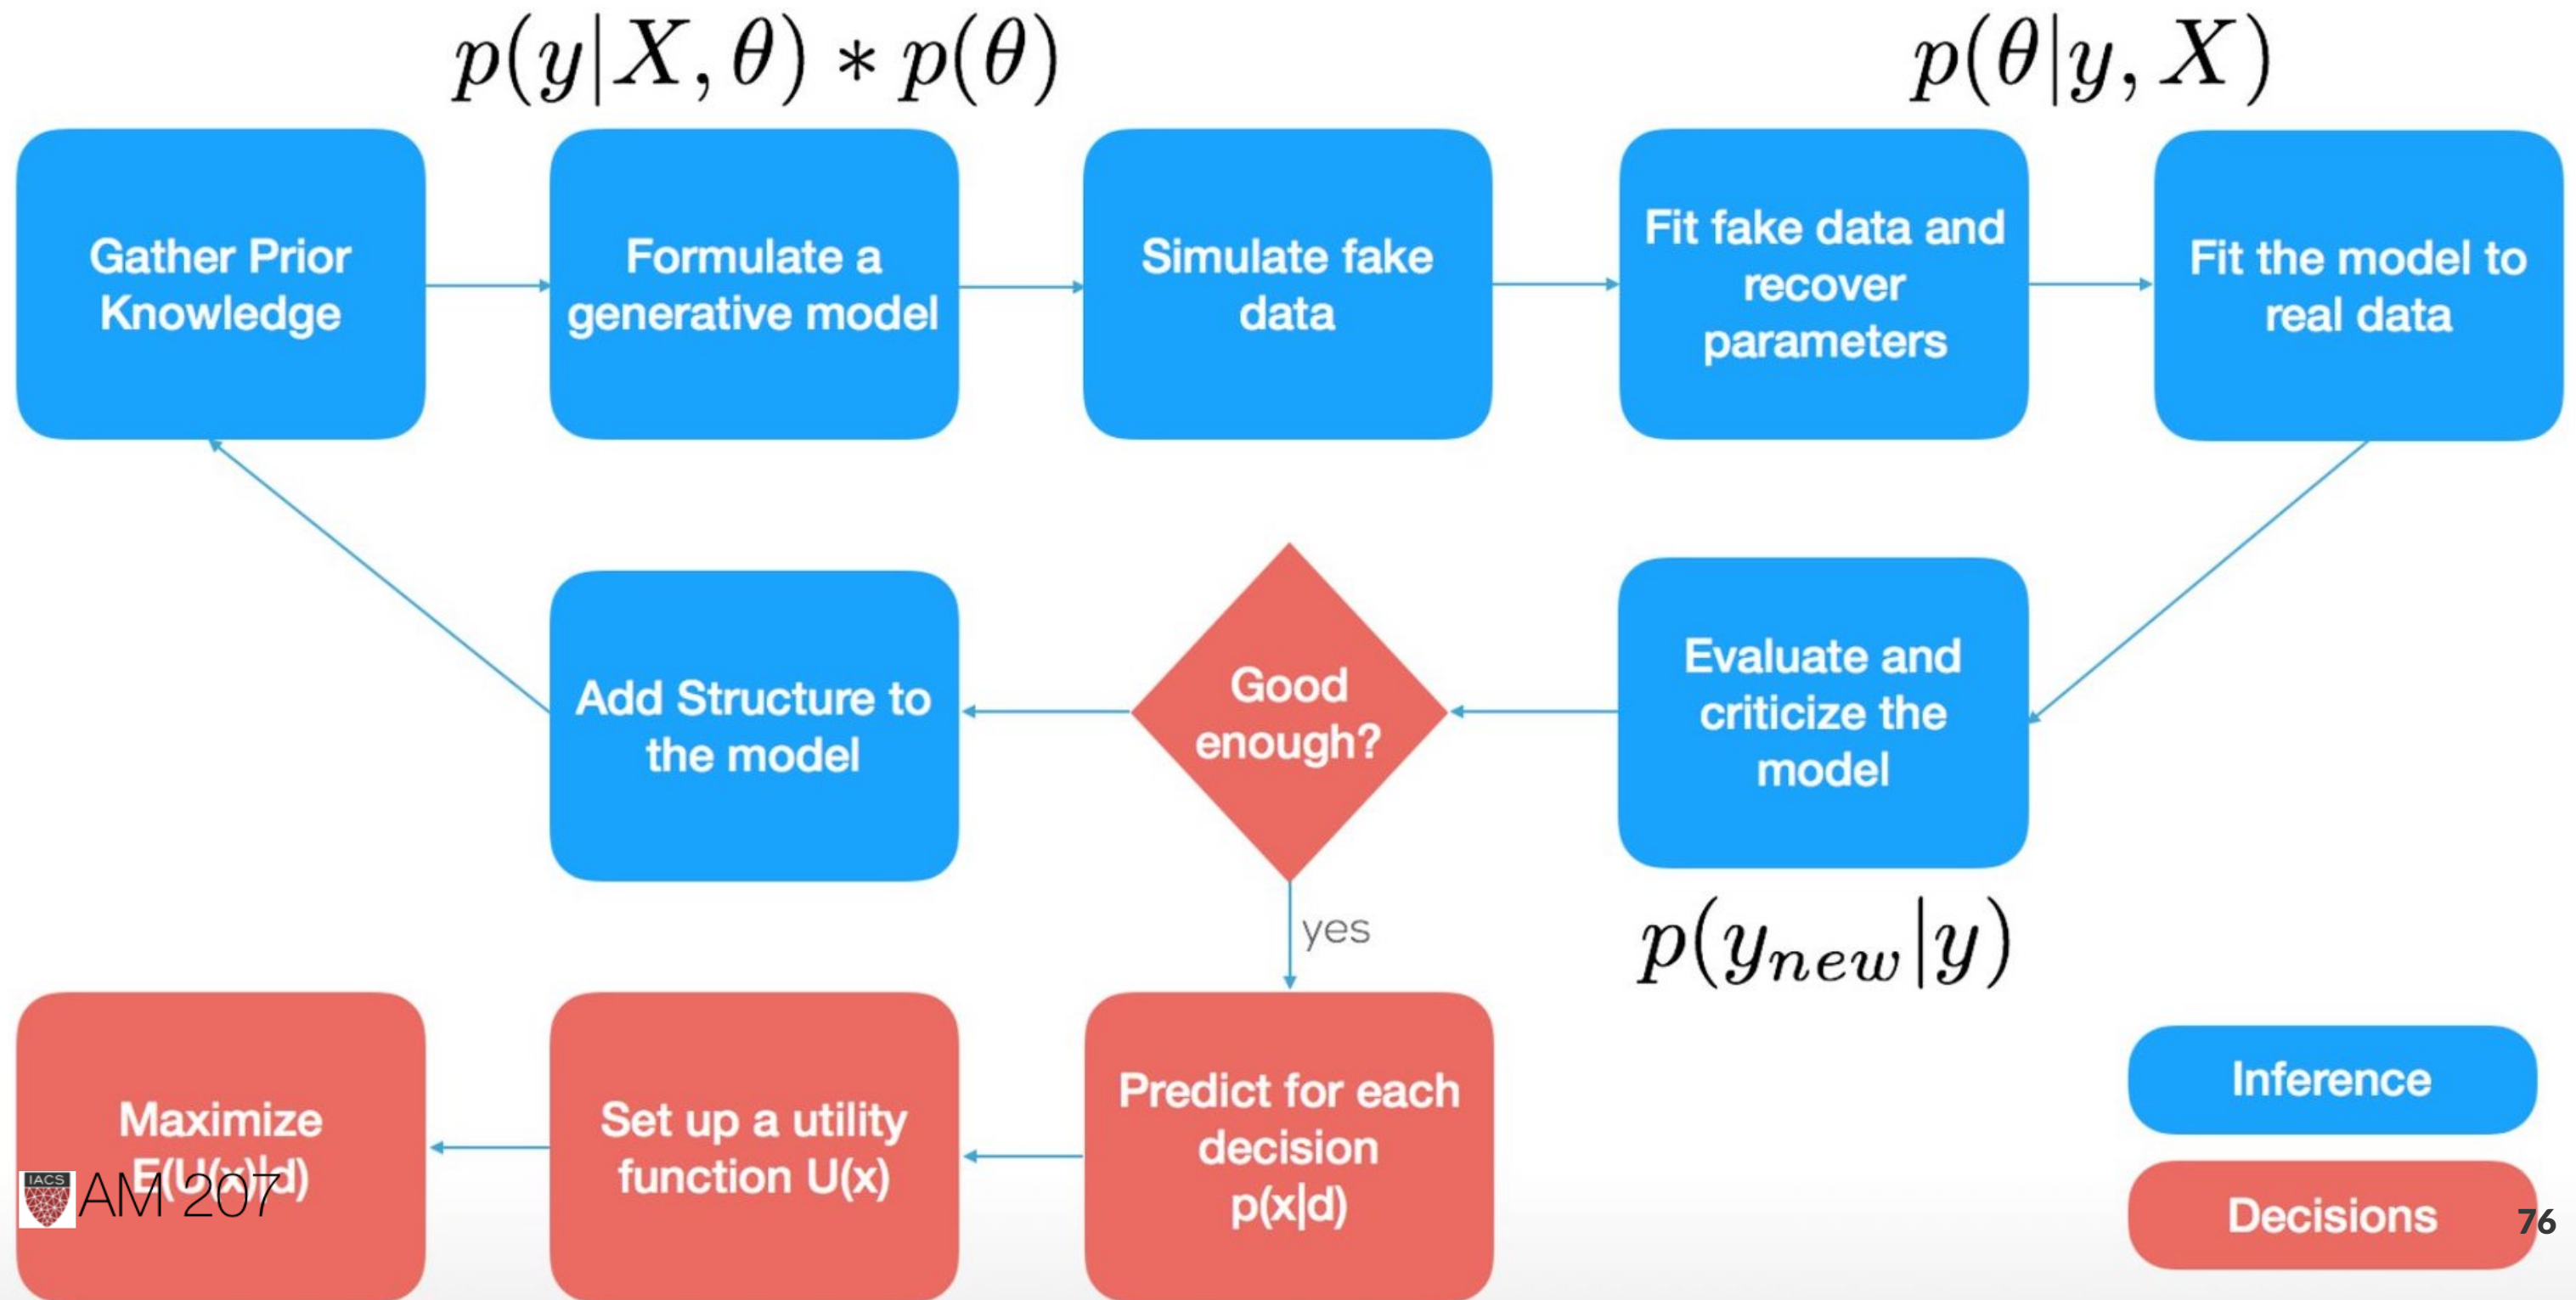 p(y|X, θ) * p(θ)
p(θ|y, X)
Gather Prior
Knowledge
Formulate a
generative model
Simulate fake
data
Fit fake data and
recover
parameters
Fit the model to
real data
Add Structure to
the model
Good
enough?
Evaluate and
criticize the
model
yes
p(y_new|y)
Maximize
E(U(x)|d)
Set up a utility
function U(x)
Predict for each
decision
p(x|d)
Inference
Decisions
IACS
AM 207
76